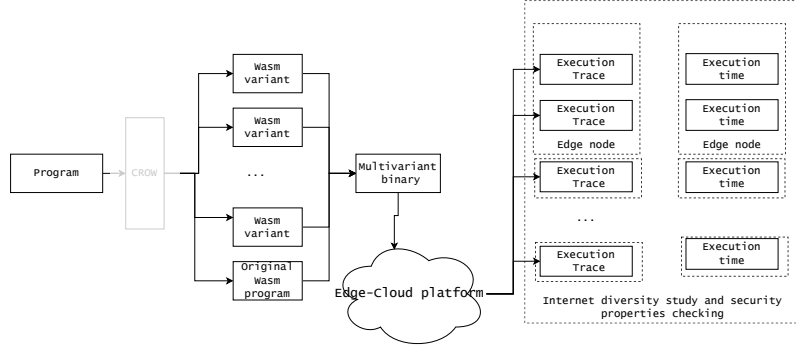 Program
CROW
Wasm
variant
Wasm
variant
...
Wasm
variant
Original
Wasm
program
Multivariant
binary
Edge-Cloud platform
Execution
Trace
Execution
Trace
Edge node
Execution
Trace
...
Execution
Trace
Execution
time
Execution
time
Edge node
Execution
time
Execution
time
Internet diversity study and security
properties checking